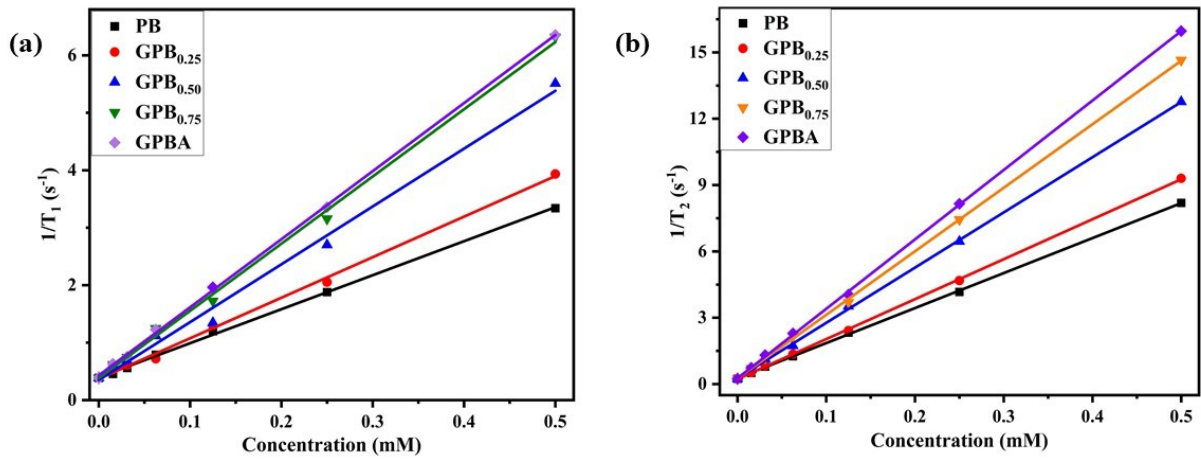 (a)
PB
GPB0.25
GPB0.50
GPB0.75
GPBA
6
4
2
0
1/T1 (s-1)
0.0 0.1 0.2 0.3 0.4 0.5
Concentration (mM)
(b)
PB
GPB0.25
GPB0.50
GPB0.75
GPBA
15
12
9
6
3
0
1/T2 (s-1)
0.0 0.1 0.2 0.3 0.4 0.5
Concentration (mM)